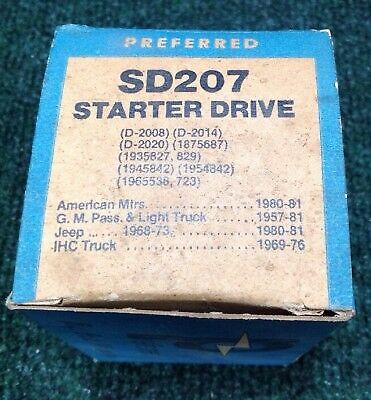 PREFERRED
SD207
STARTER DRIVE
(D-2008) (D-2014)
(D-2020) (1875687)
(1935827, 829)
(1945842) (1954842)
(1965538, 723)
American Mtrs. .................... 1980-81
G. M. Pass. & Light Truck ........ 1957-81
Jeep ..... 1968-73, .............. 1980-81
IHC Truck ........................ 1969-76